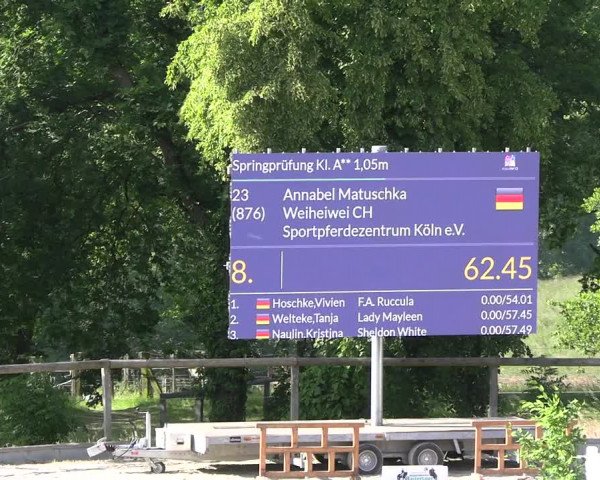 Springprüfung Kl. A** 1,05m
23 Annabel Matuschka
(876) Weiheiwei CH
Sportpferdezentrum Köln e.V.
8. 62.45
1. Hoschke,Vivien F.A. Ruccula 0.00/54.01
2. Welteke,Tanja Lady Mayleen 0.00/57.45
3. Naulin,Kristina Sheldon White 0.00/57.49